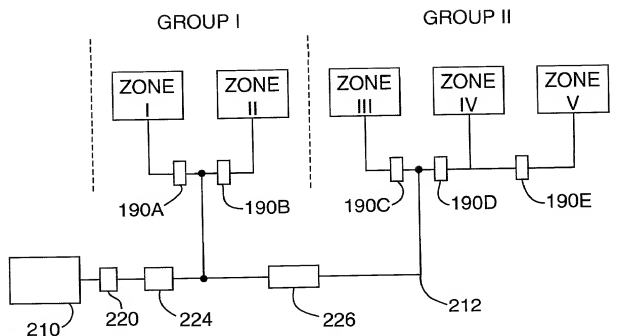 GROUP I
GROUP II
ZONE
I
ZONE
II
ZONE
III
ZONE
IV
ZONE
V
190A
190B
190C
190D
190E
210
220
224
226
212